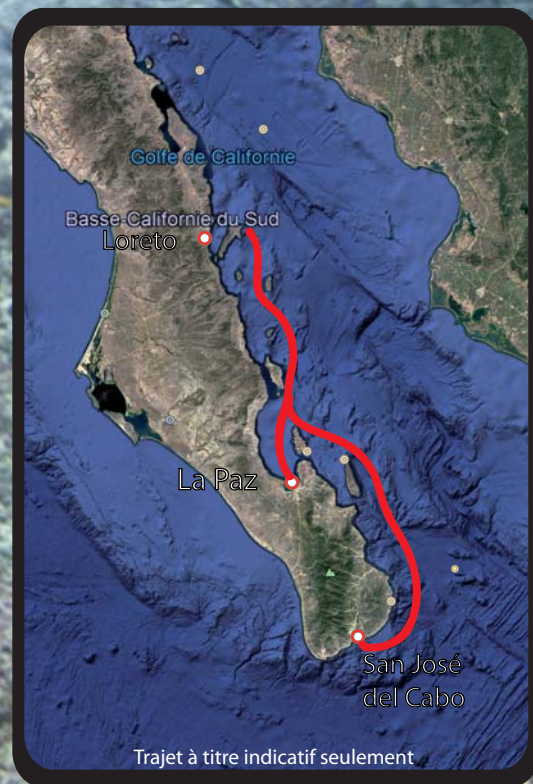 Golfe de Californie
Basse-Californie du Sud
Loreto
La Paz
San José
del Cabo
Trajet à titre indicatif seulement